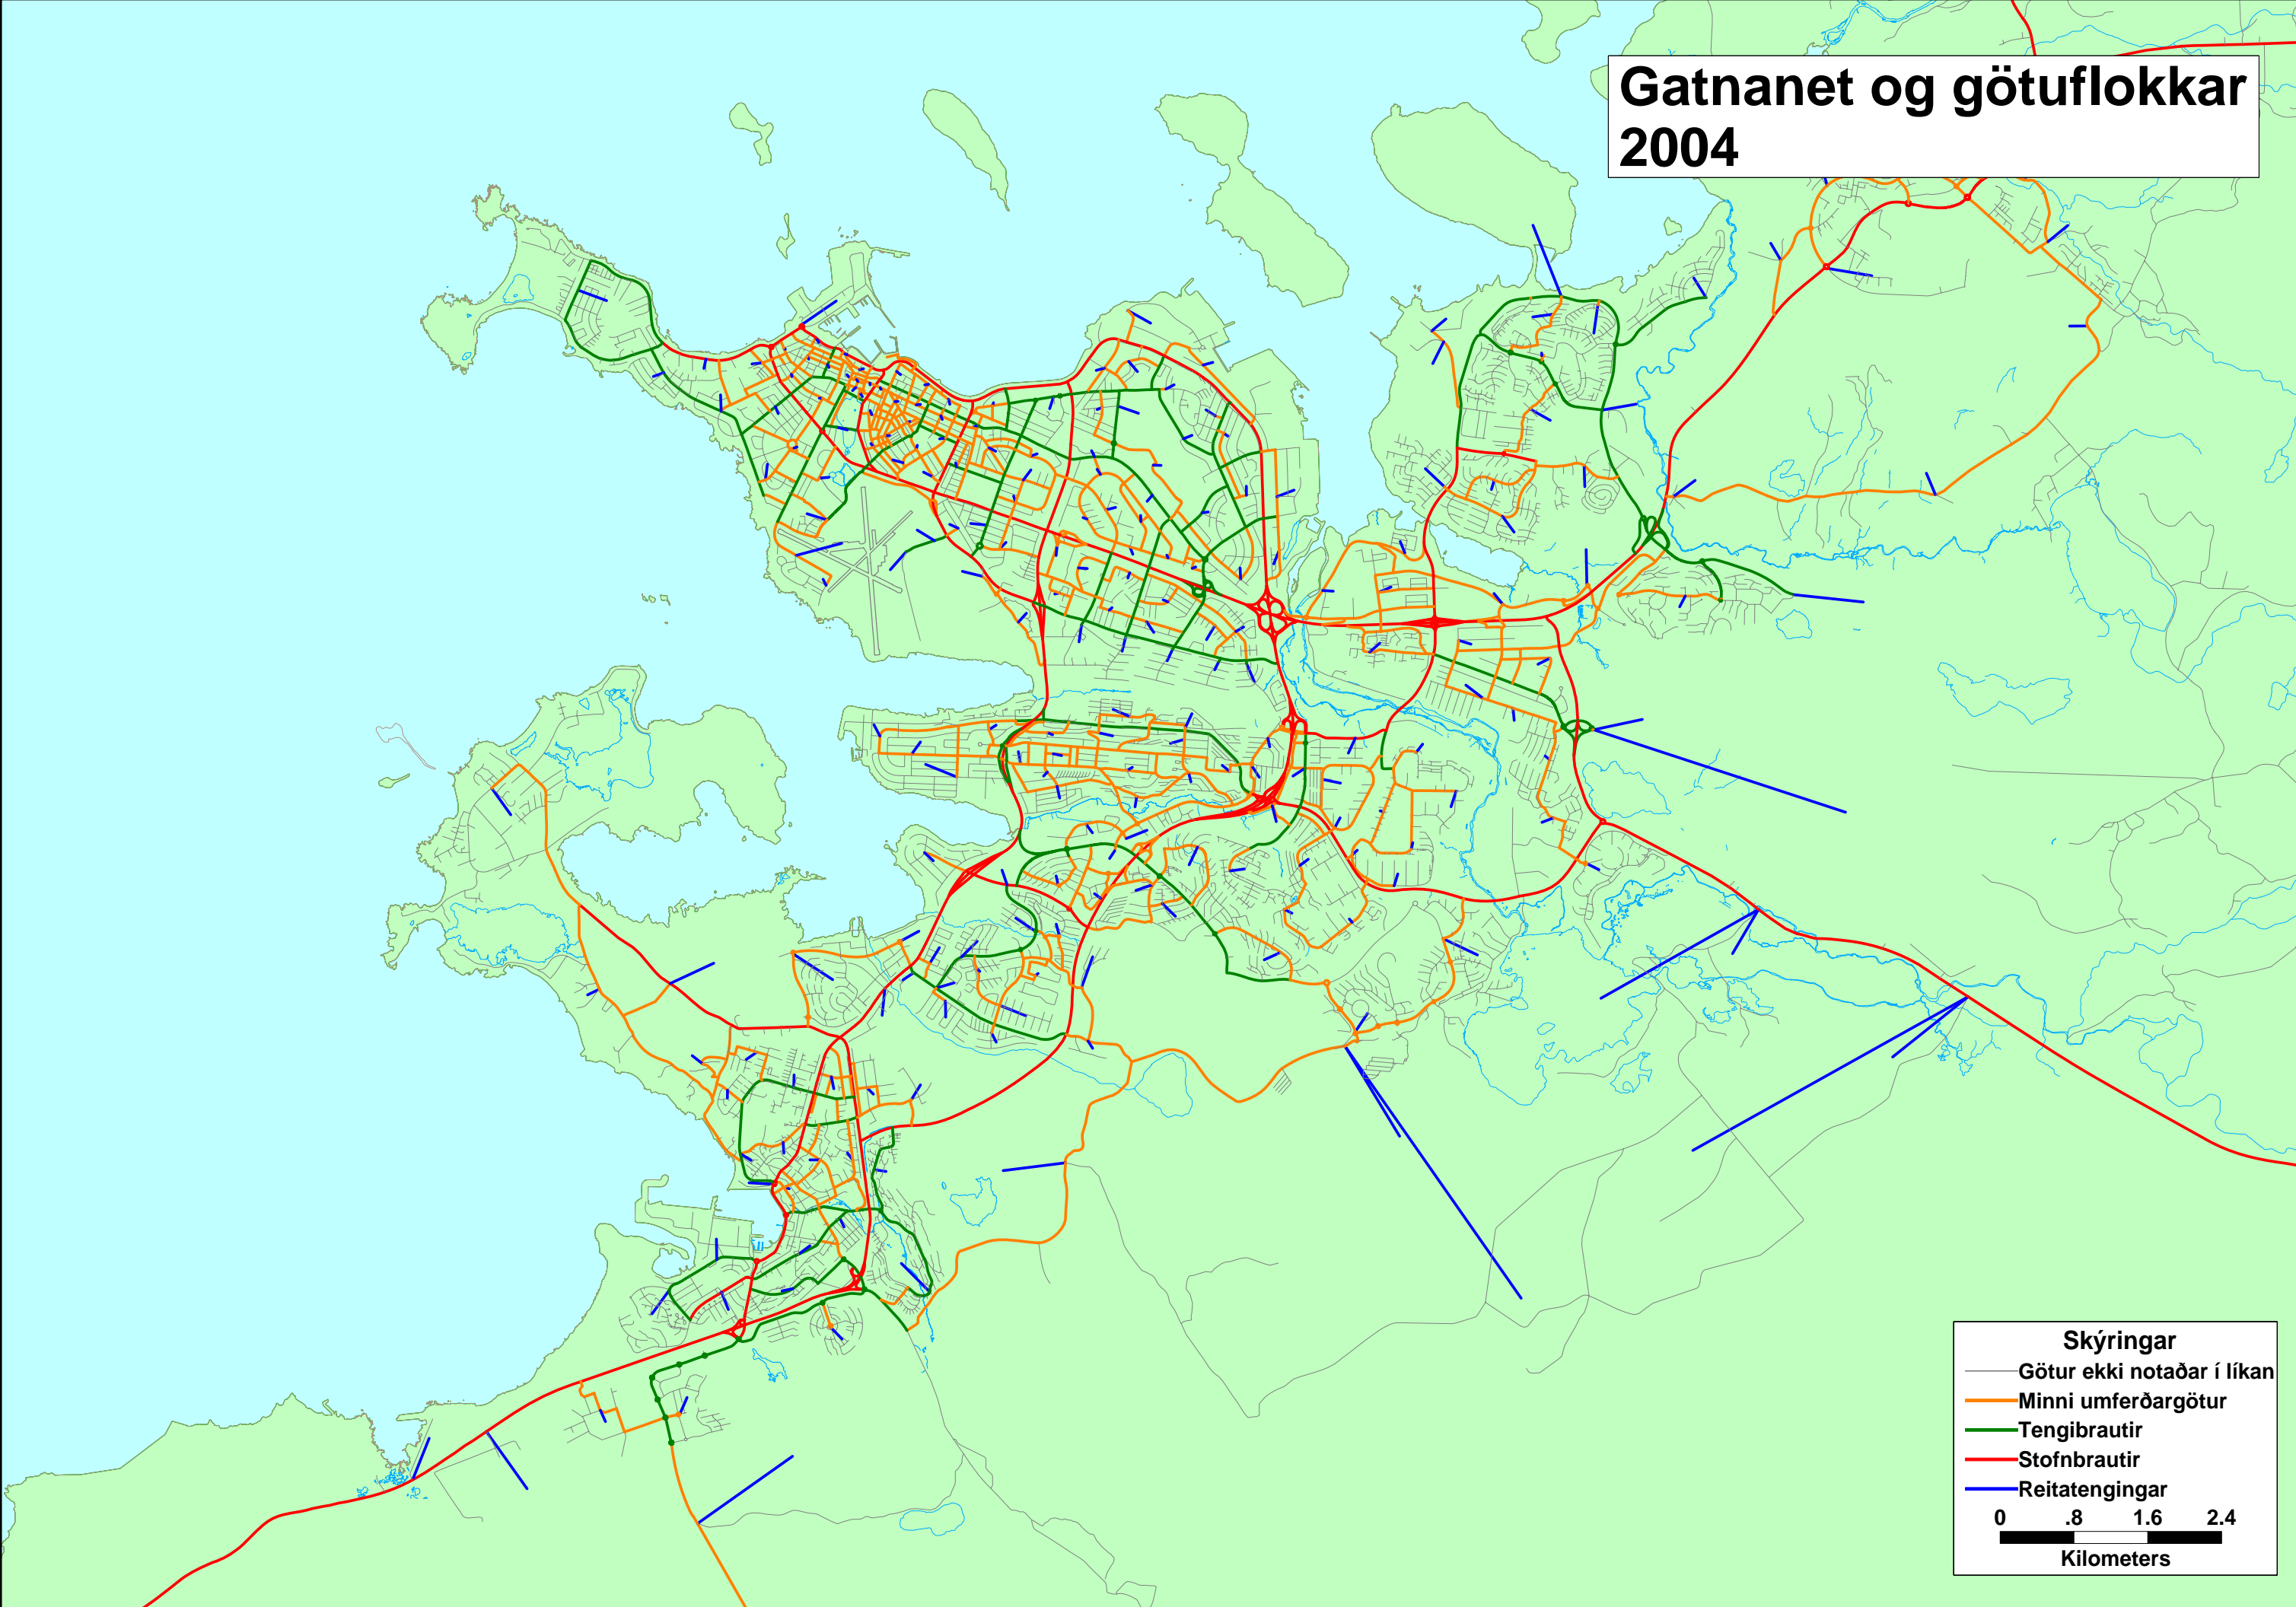 Gatnanet og götuflokkar
2004
Skýringar
Götur ekki notaðar í líkan
Minni umferðargötur
Tengibrautir
Stofnbrautir
Reitatengingar
0 .8 1.6 2.4
Kilometers